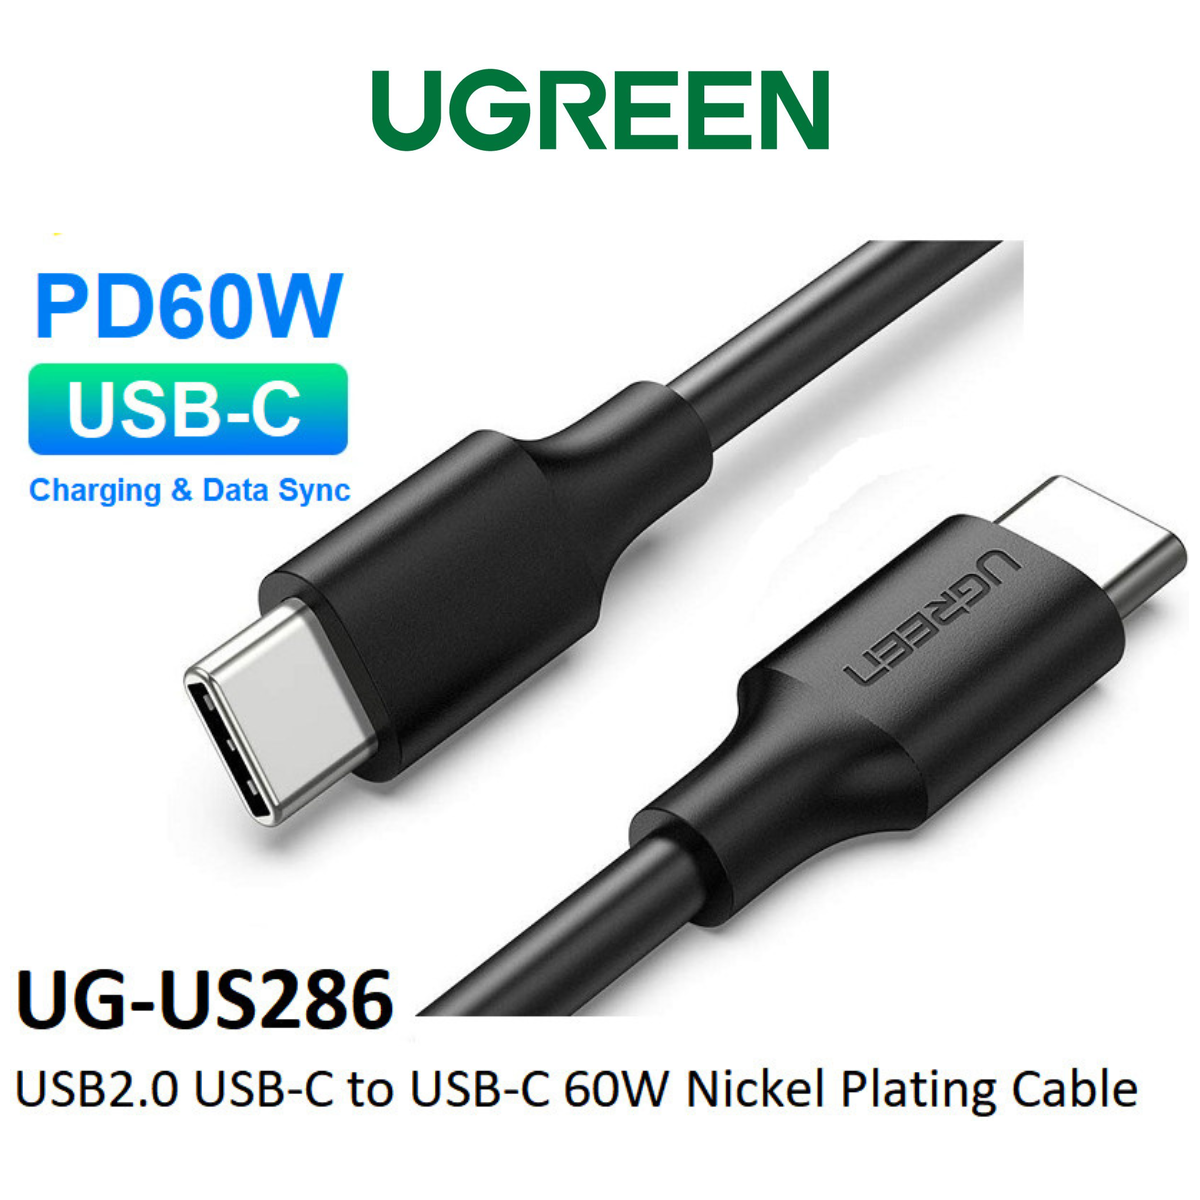 UGREEN
PD60W
USB-C
Charging & Data Sync
UGREEN
UG-US286
USB2.0 USB-C to USB-C 60W Nickel Plating Cable